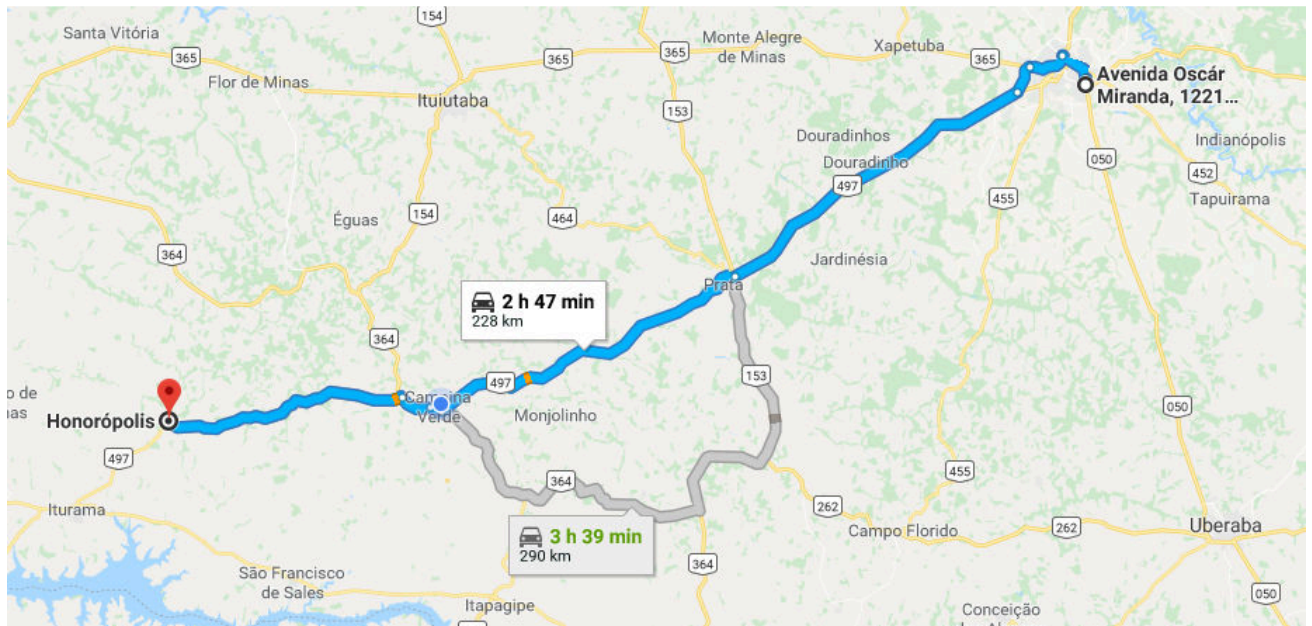 154
Santa Vitória
365
Flor de Minas
365
Ituiutaba
365
Monte Alegre
de Minas
365
Xapetuba
365
Avenida Oscár
Miranda, 1221...
153
Douradinhos
Douradinho
Indianópolis
050
452
Tapuirama
497
455
Éguas
154
464
364
Jardinésia
Prata
2 h 47 min
228 km
364
153
497
Campina
Verde
Monjolinho
Honorópolis
497
050
455
364
Iturama
3 h 39 min
290 km
262
Campo Florido
262
Uberaba
364
São Francisco
de Sales
Itapagipe
050
Conceição